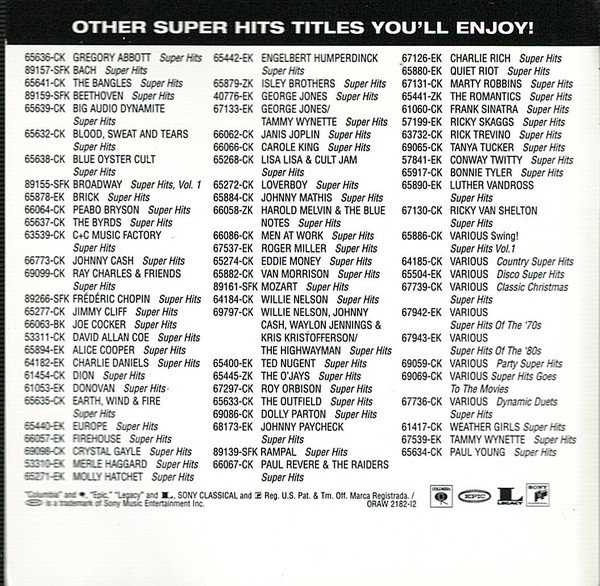 OTHER SUPER HITS TITLES YOU'LL ENJOY!
65636-CK GREGORY ABBOTT Super Hits
89157-SFK BACH Super Hits
65641-CK THE BANGLES Super Hits
89159-SFK BEETHOVEN Super Hits
65639-CK BIG AUDIO DYNAMITE
Super Hits
65632-CK BLOOD, SWEAT AND TEARS
Super Hits
65638-CK BLUE OYSTER CULT
Super Hits
89155-SFK BROADWAY Super Hits, Vol. 1
65878-EK BRICK Super Hits
66064-CK PEABO BRYSON Super Hits
65637-CK THE BYRDS Super Hits
63539-CK C+C MUSIC FACTORY
Super Hits
66773-CK JOHNNY CASH Super Hits
69099-CK RAY CHARLES & FRIENDS
Super Hits
89266-SFK FRÉDÉRIC CHOPIN Super Hits
65277-CK JIMMY CLIFF Super Hits
66063-BK JOE COCKER Super Hits
53311-CK DAVID ALLAN COE Super Hits
65894-EK ALICE COOPER Super Hits
64182-EK CHARLIE DANIELS Super Hits
61454-CK DION Super Hits
61053-EK DONOVAN Super Hits
65635-CK EARTH, WIND & FIRE
Super Hits
65440-EK EUROPE Super Hits
66057-EK FIREHOUSE Super Hits
69098-CK CRYSTAL GAYLE Super Hits
53310-EK MERLE HAGGARD Super Hits
65271-EK MOLLY HATCHET Super Hits
65442-EK ENGELBERT HUMPERDINCK
Super Hits
65879-ZK ISLEY BROTHERS Super Hits
40776-EK GEORGE JONES Super Hits
67133-EK GEORGE JONES/
TAMMY WYNETTE Super Hits
66062-CK JANIS JOPLIN Super Hits
66066-CK CAROLE KING Super Hits
65268-CK LISA LISA & CULT JAM
Super Hits
65272-CK LOVERBOY Super Hits
65884-CK JOHNNY MATHIS Super Hits
66058-ZK HAROLD MELVIN & THE BLUE
NOTES Super Hits
66086-CK MEN AT WORK Super Hits
67537-EK ROGER MILLER Super Hits
65274-CK EDDIE MONEY Super Hits
65882-CK VAN MORRISON Super Hits
89161-SFK MOZART Super Hits
64184-CK WILLIE NELSON Super Hits
69797-CK WILLIE NELSON, JOHNNY
CASH, WAYLON JENNINGS &
KRIS KRISTOFFERSON/
THE HIGHWAYMAN Super Hits
65400-EK TED NUGENT Super Hits
65445-ZK THE O'JAYS Super Hits
67297-CK ROY ORBISON Super Hits
65633-CK THE OUTFIELD Super Hits
69086-CK DOLLY PARTON Super Hits
68173-EK JOHNNY PAYCHECK
Super Hits
89139-SFK RAMPAL Super Hits
66067-CK PAUL REVERE & THE RAIDERS
Super Hits
67126-EK CHARLIE RICH Super Hits
65880-EK QUIET RIOT Super Hits
67131-CK MARTY ROBBINS Super Hits
65441-ZK THE ROMANTICS Super Hits
61060-CK FRANK SINATRA Super Hits
57199-EK RICKY SKAGGS Super Hits
63732-CK RICK TREVINO Super Hits
69065-CK TANYA TUCKER Super Hits
57841-EK CONWAY TWITTY Super Hits
65917-CK BONNIE TYLER Super Hits
65890-EK LUTHER VANDROSS
Super Hits
67130-CK RICKY VAN SHELTON
Super Hits
65886-CK VARIOUS Swing!
Super Hits Vol.1
64185-CK VARIOUS Country Super Hits
65504-EK VARIOUS Disco Super Hits
67739-CK VARIOUS Classic Christmas
Super Hits
67942-EK VARIOUS
Super Hits Of The '70s
67943-EK VARIOUS
Super Hits Of The '80s
69059-CK VARIOUS Party Super Hits
69069-CK VARIOUS Super Hits Goes
To The Movies
67736-CK VARIOUS Dynamic Duets
Super Hits
61417-CK WEATHER GIRLS Super Hits
67539-EK TAMMY WYNETTE Super Hits
65634-CK PAUL YOUNG Super Hits
"Columbia" and , "Epic," "Legacy" and L, SONY CLASSICAL and Reg. U.S. Pat. & Tm. Off. Marca Registrada. /
epic is a trademark of Sony Music Entertainment Inc. ORAW 2182-I2
COLUMBIA
epic
LEGACY
SONY